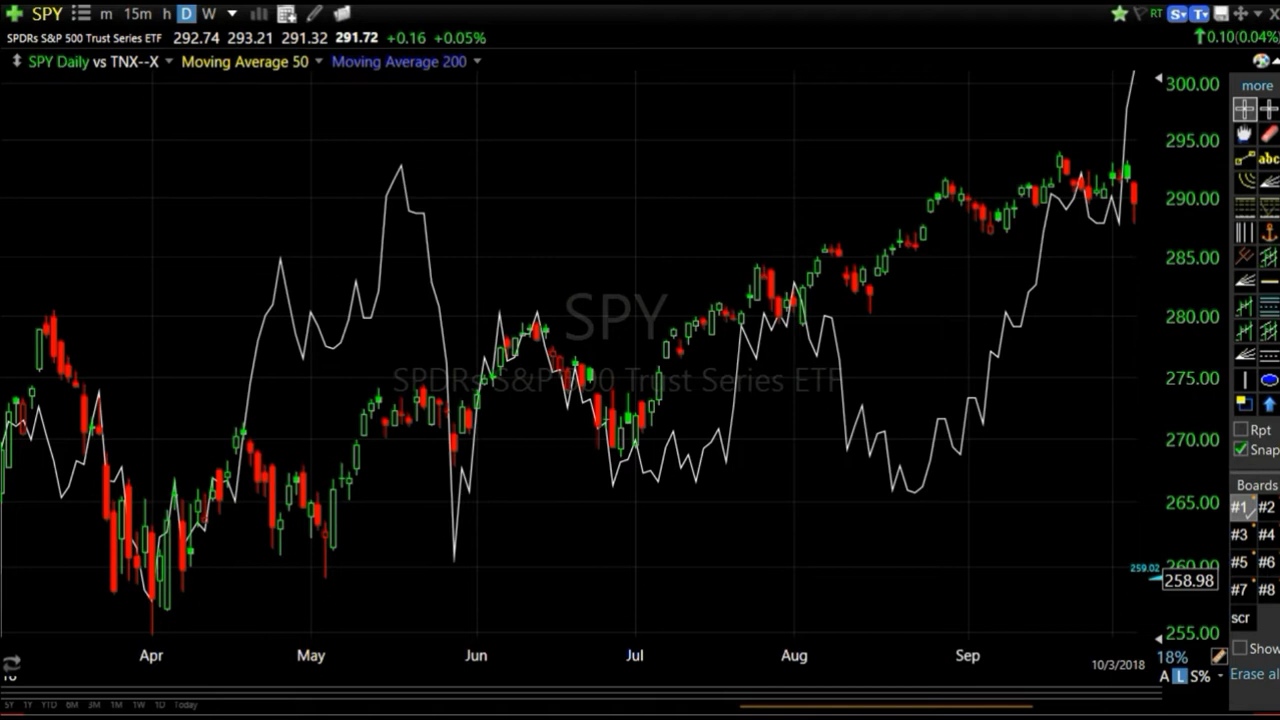 SPY m 15m h D W RT S T
SPDRs S&P 500 Trust Series ETF 292.74 293.21 291.32 291.72 +0.16 +0.05% 0.10(0.04%)
SPY Daily vs TNX--X Moving Average 50 Moving Average 200
more
abc
300.00
295.00
290.00
285.00
280.00
275.00
270.00
265.00
260.00
255.00
SPY
SPDRs S&P 500 Trust Series ETF
259.02
258.98
Rpt
Snap
Boards
#1 #2
#3 #4
#5 #6
#7 #8
scr
Show
Erase al
Apr May Jun Jul Aug Sep 10/3/2018
18%
A L S%
5Y 1Y YTD 6M 3M 1M 1W 1D Today